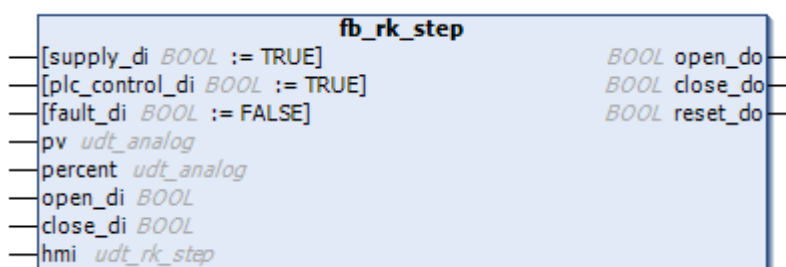 fb_rk_step
[supply_di BOOL := TRUE] BOOL open_do
[plc_control_di BOOL := TRUE] BOOL close_do
[fault_di BOOL := FALSE] BOOL reset_do
pv udt_analog
percent udt_analog
open_di BOOL
close_di BOOL
hmi udt_rk_step